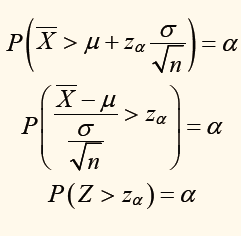 P(X̅ > μ + z_α σ/√n) = α
P((X̅ − μ)/(σ/√n) > z_α) = α
P(Z > z_α) = α